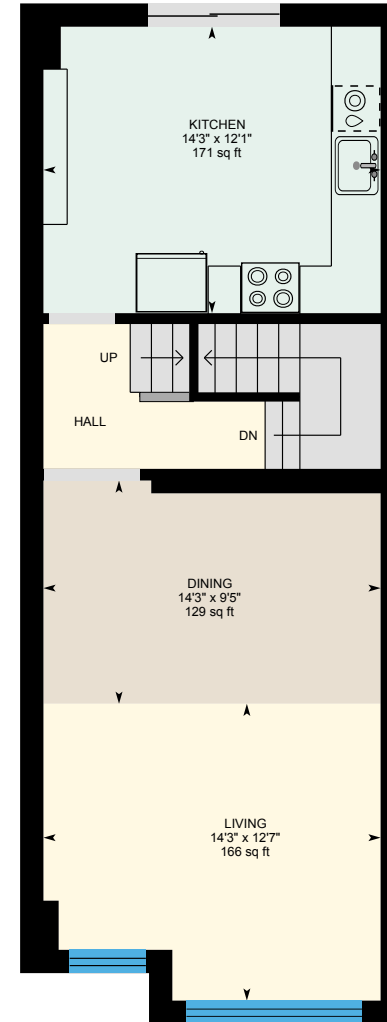 KITCHEN
14'3" x 12'1"
171 sq ft
UP
HALL
DN
DINING
14'3" x 9'5"
129 sq ft
LIVING
14'3" x 12'7"
166 sq ft